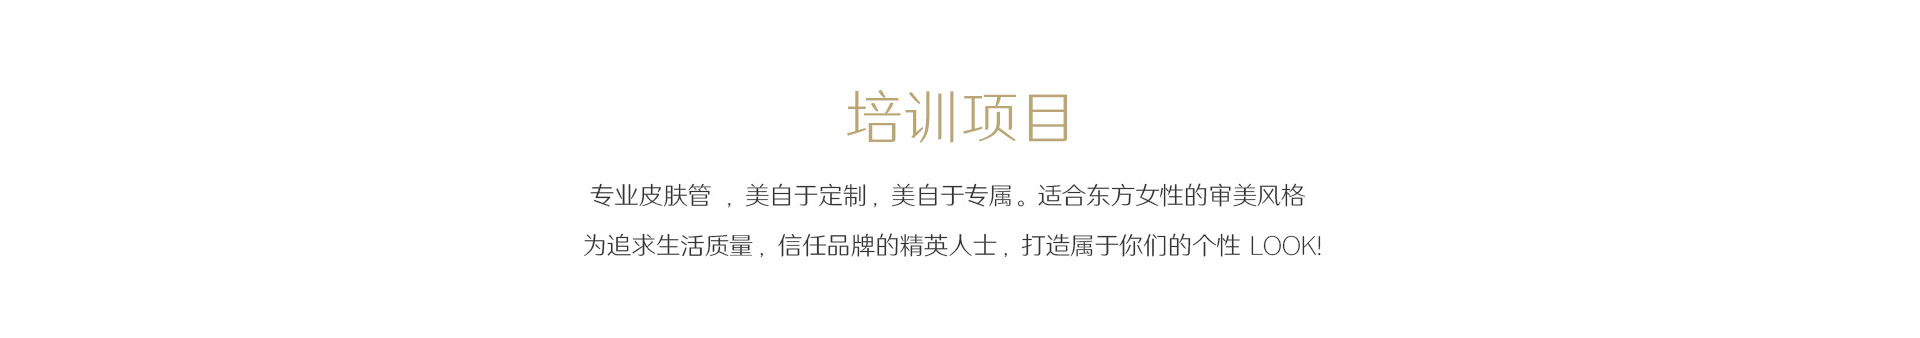 培训项目
专业皮肤管 ，美自于定制，美自于专属。适合东方女性的审美风格
为追求生活质量，信任品牌的精英人士，打造属于你们的个性 LOOK!